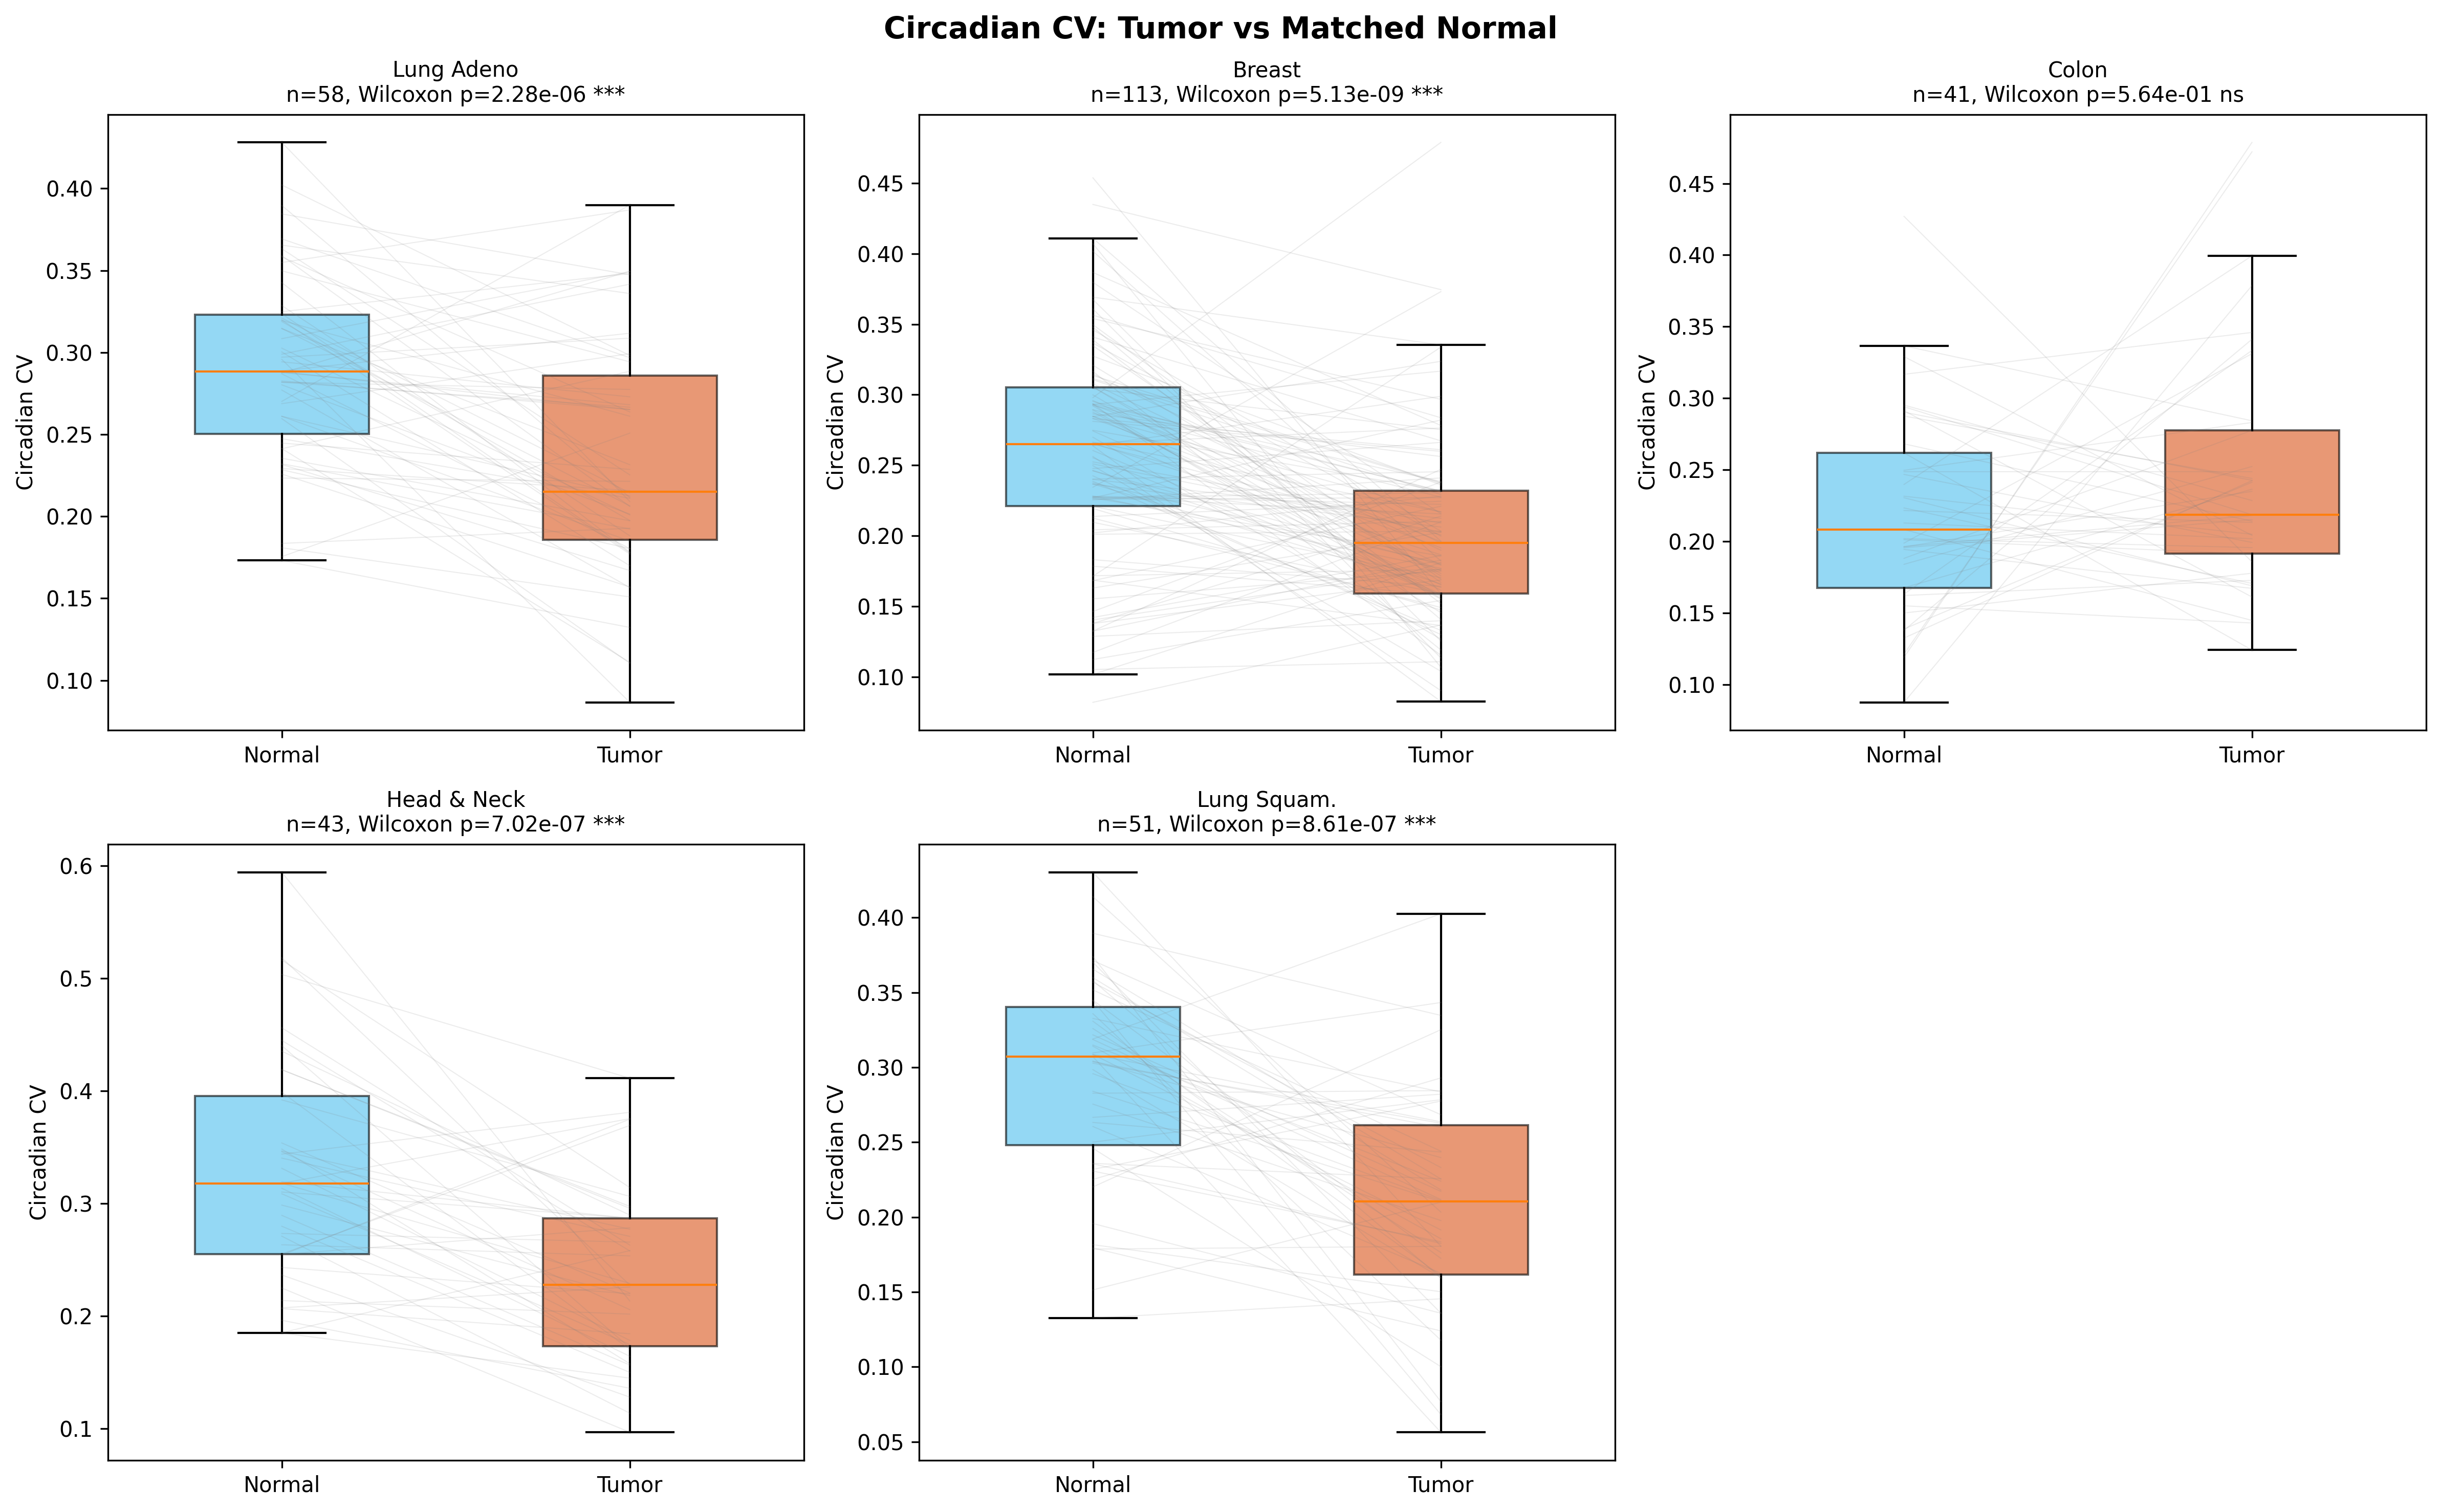 Circadian CV: Tumor vs Matched Normal
Lung Adeno
n=58, Wilcoxon p=2.28e-06 ***
Circadian CV
0.40
0.35
0.30
0.25
0.20
0.15
0.10
Normal
Tumor
Breast
n=113, Wilcoxon p=5.13e-09 ***
Circadian CV
0.45
0.40
0.35
0.30
0.25
0.20
0.15
0.10
Normal
Tumor
Colon
n=41, Wilcoxon p=5.64e-01 ns
Circadian CV
0.45
0.40
0.35
0.30
0.25
0.20
0.15
0.10
Normal
Tumor
Head & Neck
n=43, Wilcoxon p=7.02e-07 ***
Circadian CV
0.6
0.5
0.4
0.3
0.2
0.1
Normal
Tumor
Lung Squam.
n=51, Wilcoxon p=8.61e-07 ***
Circadian CV
0.40
0.35
0.30
0.25
0.20
0.15
0.10
0.05
Normal
Tumor